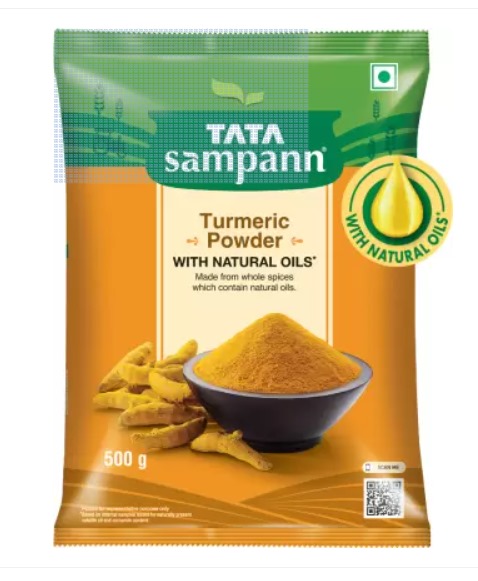 TATA
sampann®
Turmeric
Powder
WITH NATURAL OILS*
Made from whole spices
which contain natural oils.
WITH NATURAL OILS*
500 g